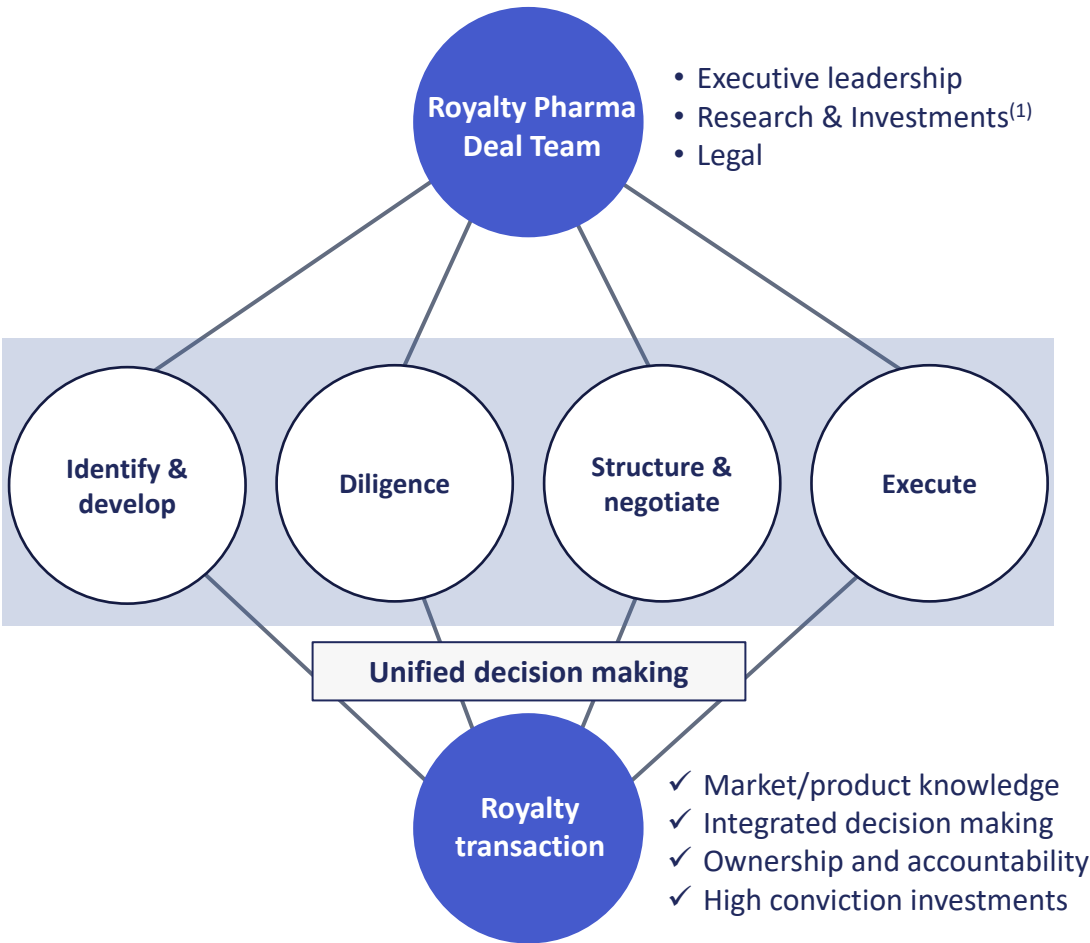 Royalty Pharma
Deal Team
• Executive leadership
• Research & Investments(1)
• Legal
Identify &
develop
Diligence
Structure &
negotiate
Execute
Unified decision making
Royalty
transaction
✓ Market/product knowledge
✓ Integrated decision making
✓ Ownership and accountability
✓ High conviction investments